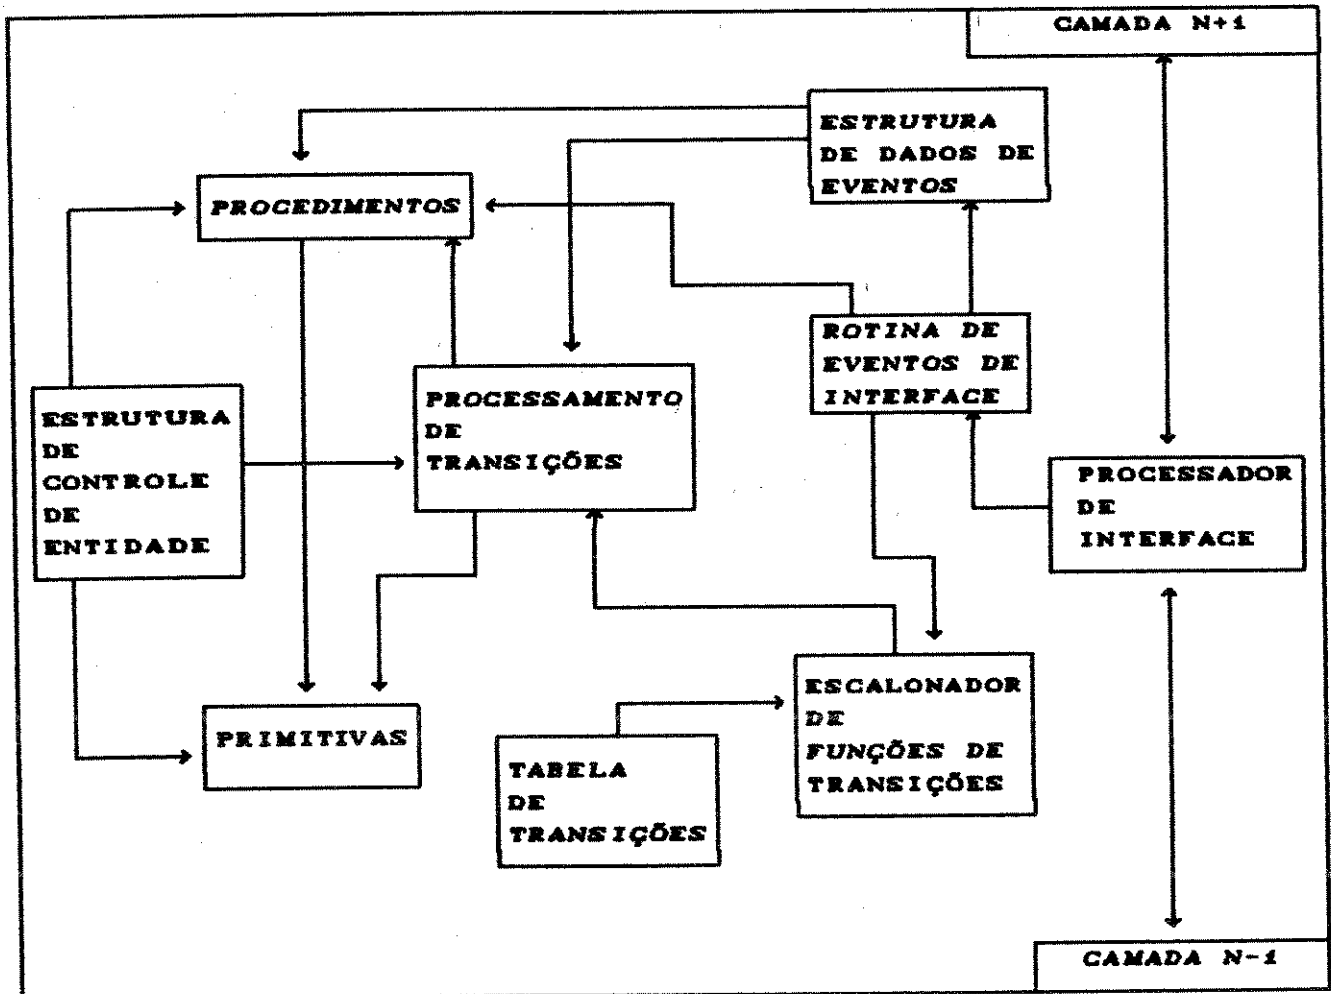 CAMADA N+1
ESTRUTURA
DE DADOS DE
EVENTOS
PROCEDIMENTOS
ROTINA DE
EVENTOS DE
INTERFACE
PROCESSAMENTO
DE
TRANSIÇÕES
ESTRUTURA
DE
CONTROLE
DE
ENTIDADE
PROCESSADOR
DE
INTERFACE
ESCALONADOR
DE
FUNÇÕES DE
TRANSIÇÕES
PRIMITIVAS
TABELA
DE
TRANSIÇÕES
CAMADA N-1